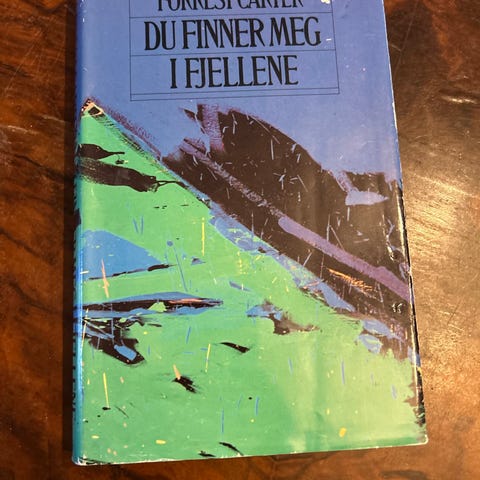 FORREST CARTER
DU FINNER MEG
I FJELLENE